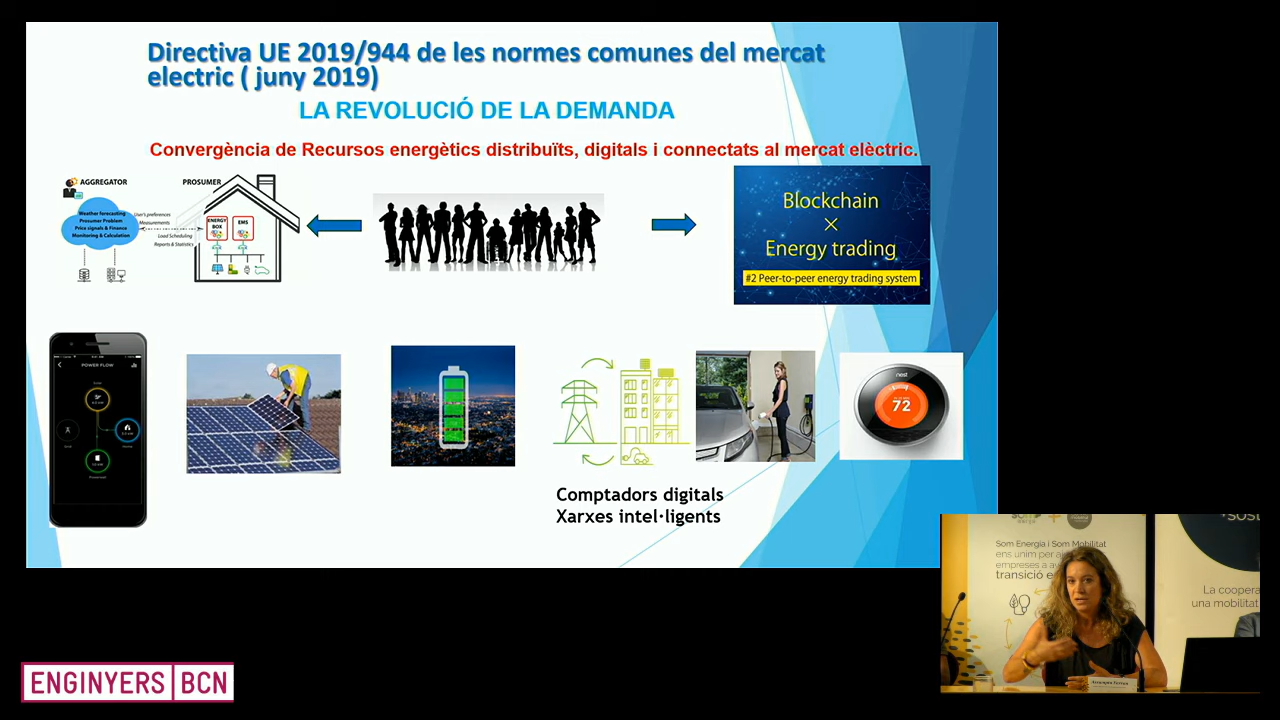 Directiva UE 2019/944 de les normes comunes del mercat
electric ( juny 2019)
LA REVOLUCIÓ DE LA DEMANDA
Convergència de Recursos energètics distribuïts, digitals i connectats al mercat elèctric.
AGGREGATOR
PROSUMER
Weather forecasting
Prosumer Problem
Price signals & Finance
Monitoring & Calculation
User's preferences
Measurements
Load Scheduling
Reports & Statistics
ENERGY
BOX
EMS
Blockchain
×
Energy trading
#2 Peer-to-peer energy trading system
POWER FLOW
nest
72
Comptadors digitals
Xarxes intel·ligents
Som Energia i Som Mobilitat
ens unim per
empreses a
transició
La coopera
una mobilitat
ENGINYERS BCN